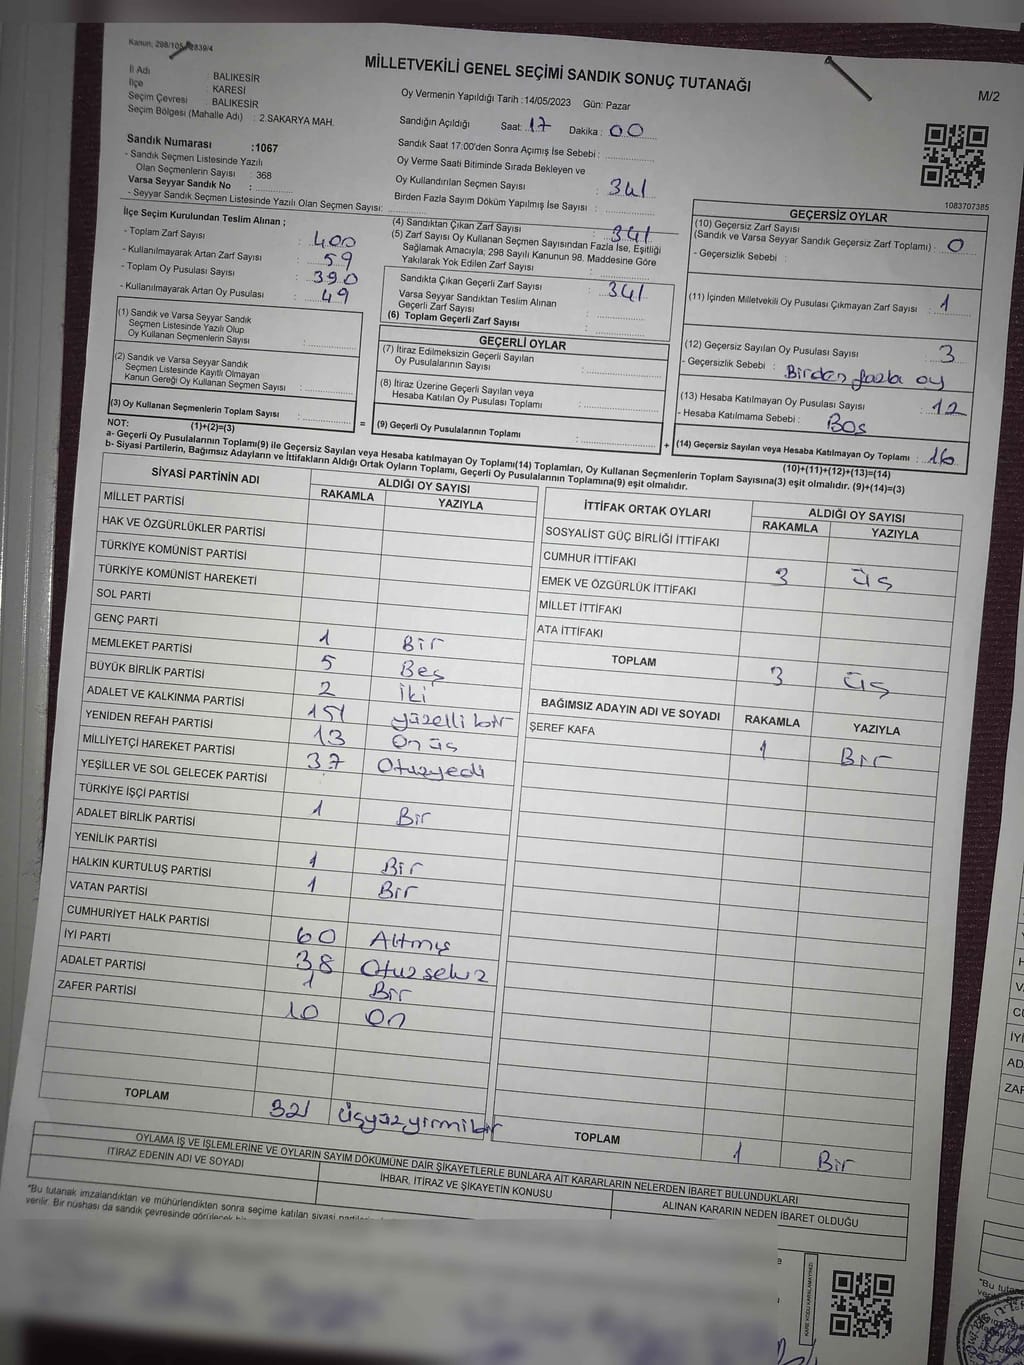 Kanun: 298/105, 2839/4
MİLLETVEKİLİ GENEL SEÇİMİ SANDIK SONUÇ TUTANAĞI
M/2
İl Adı : BALIKESİR
İlçe : KARESİ
Seçim Çevresi : BALIKESİR
Seçim Bölgesi (Mahalle Adı) : 2.SAKARYA MAH.
Sandık Numarası :1067
- Sandık Seçmen Listesinde Yazılı
Olan Seçmenlerin Sayısı : 368
Varsa Seyyar Sandık No :
- Seyyar Sandık Seçmen Listesinde Yazılı Olan Seçmen Sayısı:
Oy Vermenin Yapıldığı Tarih :14/05/2023 Gün: Pazar
Sandığın Açıldığı Saat: 17 Dakika : 00
Sandık Saat 17:00'den Sonra Açımış İse Sebebi :
Oy Verme Saati Bitiminde Sırada Bekleyen ve
Oy Kullandırılan Seçmen Sayısı : 341
Birden Fazla Sayım Döküm Yapılmış İse Sayısı :
1083707385
İlçe Seçim Kurulundan Teslim Alınan ;
- Toplam Zarf Sayısı : 400
- Kullanılmayarak Artan Zarf Sayısı : 59
- Toplam Oy Pusulası Sayısı : 390
- Kullanılmayarak Artan Oy Pusulası : 49
(1) Sandık ve Varsa Seyyar Sandık
Seçmen Listesinde Yazılı Olup
Oy Kullanan Seçmenlerin Sayısı :
(2) Sandık ve Varsa Seyyar Sandık
Seçmen Listesinde Kayıtlı Olmayan
Kanun Gereği Oy Kullanan Seçmen Sayısı :
(3) Oy Kullanan Seçmenlerin Toplam Sayısı :
(1)+(2)=(3)
(4) Sandıktan Çıkan Zarf Sayısı : 341
(5) Zarf Sayısı Oy Kullanan Seçmen Sayısından Fazla İse, Eşitliği
Sağlamak Amacıyla; 298 Sayılı Kanunun 98. Maddesine Göre
Yakılarak Yok Edilen Zarf Sayısı :
Sandıkta Çıkan Geçerli Zarf Sayısı : 341
Varsa Seyyar Sandıktan Teslim Alınan
Geçerli Zarf Sayısı :
(6) Toplam Geçerli Zarf Sayısı :
GEÇERLİ OYLAR
(7) İtiraz Edilmeksizin Geçerli Sayılan
Oy Pusulalarının Sayısı :
(8) İtiraz Üzerine Geçerli Sayılan veya
Hesaba Katılan Oy Pusulası Toplamı :
= (9) Geçerli Oy Pusulalarının Toplamı :
GEÇERSİZ OYLAR
(10) Geçersiz Zarf Sayısı
(Sandık ve Varsa Seyyar Sandık Geçersiz Zarf Toplamı) : 0
- Geçersizlik Sebebi :
(11) İçinden Milletvekili Oy Pusulası Çıkmayan Zarf Sayısı : 1
(12) Geçersiz Sayılan Oy Pusulası Sayısı : 3
- Geçersizlik Sebebi : Birden fazla oy
(13) Hesaba Katılmayan Oy Pusulası Sayısı : 12
- Hesaba Katılmama Sebebi : Boş
+ (14) Geçersiz Sayılan veya Hesaba Katılmayan Oy Toplamı : 16
(10)+(11)+(12)+(13)=(14)
NOT:
a- Geçerli Oy Pusulalarının Toplamı(9) ile Geçersiz Sayılan veya Hesaba katılmayan Oy Toplamı(14) Toplamları, Oy Kullanan Seçmenlerin Toplam Sayısına(3) eşit olmalıdır. (9)+(14)=(3)
b- Siyasi Partilerin, Bağımsız Adayların ve İttifakların Aldığı Ortak Oyların Toplamı, Geçerli Oy Pusulalarının Toplamına(9) eşit olmalıdır.
SİYASİ PARTİNİN ADI ALDIĞI OY SAYISI
RAKAMLA YAZIYLA
MİLLET PARTİSİ
HAK VE ÖZGÜRLÜKLER PARTİSİ
TÜRKİYE KOMÜNİST PARTİSİ
TÜRKİYE KOMÜNİST HAREKETİ
SOL PARTİ
GENÇ PARTİ 1 Bir
MEMLEKET PARTİSİ 5 Beş
BÜYÜK BİRLİK PARTİSİ 2 İki
ADALET VE KALKINMA PARTİSİ 151 yüzelli bir
YENİDEN REFAH PARTİSİ 13 On üş
MİLLİYETÇİ HAREKET PARTİSİ 37 Otuzyedi
YEŞİLLER VE SOL GELECEK PARTİSİ
TÜRKİYE İŞÇİ PARTİSİ 1 Bir
ADALET BİRLİK PARTİSİ
YENİLİK PARTİSİ 1 Bir
HALKIN KURTULUŞ PARTİSİ 1 Bir
VATAN PARTİSİ
CUMHURİYET HALK PARTİSİ 60 Altmış
İYİ PARTİ 38 Otuzsekiz
ADALET PARTİSİ 1 Bir
ZAFER PARTİSİ 10 On
TOPLAM 321 üşyüzyirmibir
İTTİFAK ORTAK OYLARI ALDIĞI OY SAYISI
RAKAMLA YAZIYLA
SOSYALİST GÜÇ BİRLİĞİ İTTİFAKI
CUMHUR İTTİFAKI 3 üş
EMEK VE ÖZGÜRLÜK İTTİFAKI
MİLLET İTTİFAKI
ATA İTTİFAKI
TOPLAM 3 üş
BAĞIMSIZ ADAYIN ADI VE SOYADI RAKAMLA YAZIYLA
ŞEREF KAFA 1 Bir
TOPLAM 1 Bir
OYLAMA İŞ VE İŞLEMLERİNE VE OYLARIN SAYIM DÖKÜMÜNE DAİR ŞİKAYETLERLE BUNLARA AİT KARARLARIN NELERDEN İBARET BULUNDUKLARI
İTİRAZ EDENİN ADI VE SOYADI İHBAR, İTİRAZ VE ŞİKAYETİN KONUSU ALINAN KARARIN NEDEN İBARET OLDUĞU
*Bu tutanak imzalandıktan ve mühürlendikten sonra seçime katılan siyasi
verilir. Bir nüshası da sandık çevresinde